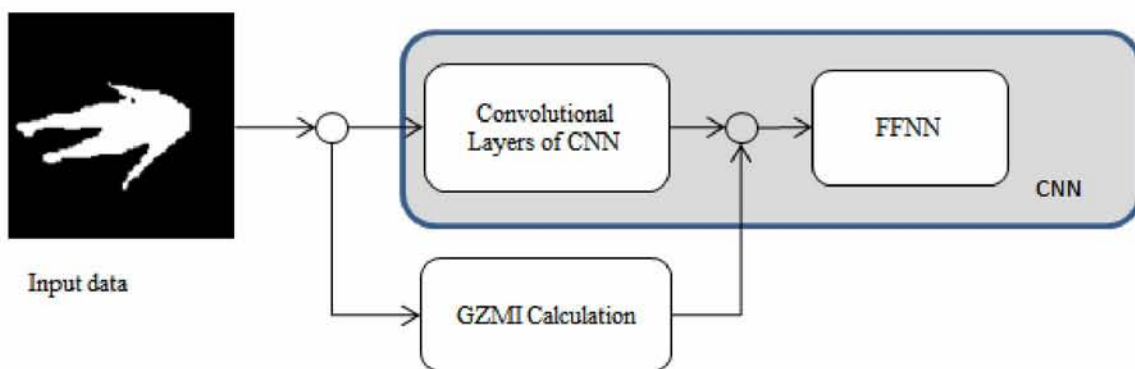 Convolutional
Layers of CNN
FFNN
CNN
Input data
GZMI Calculation